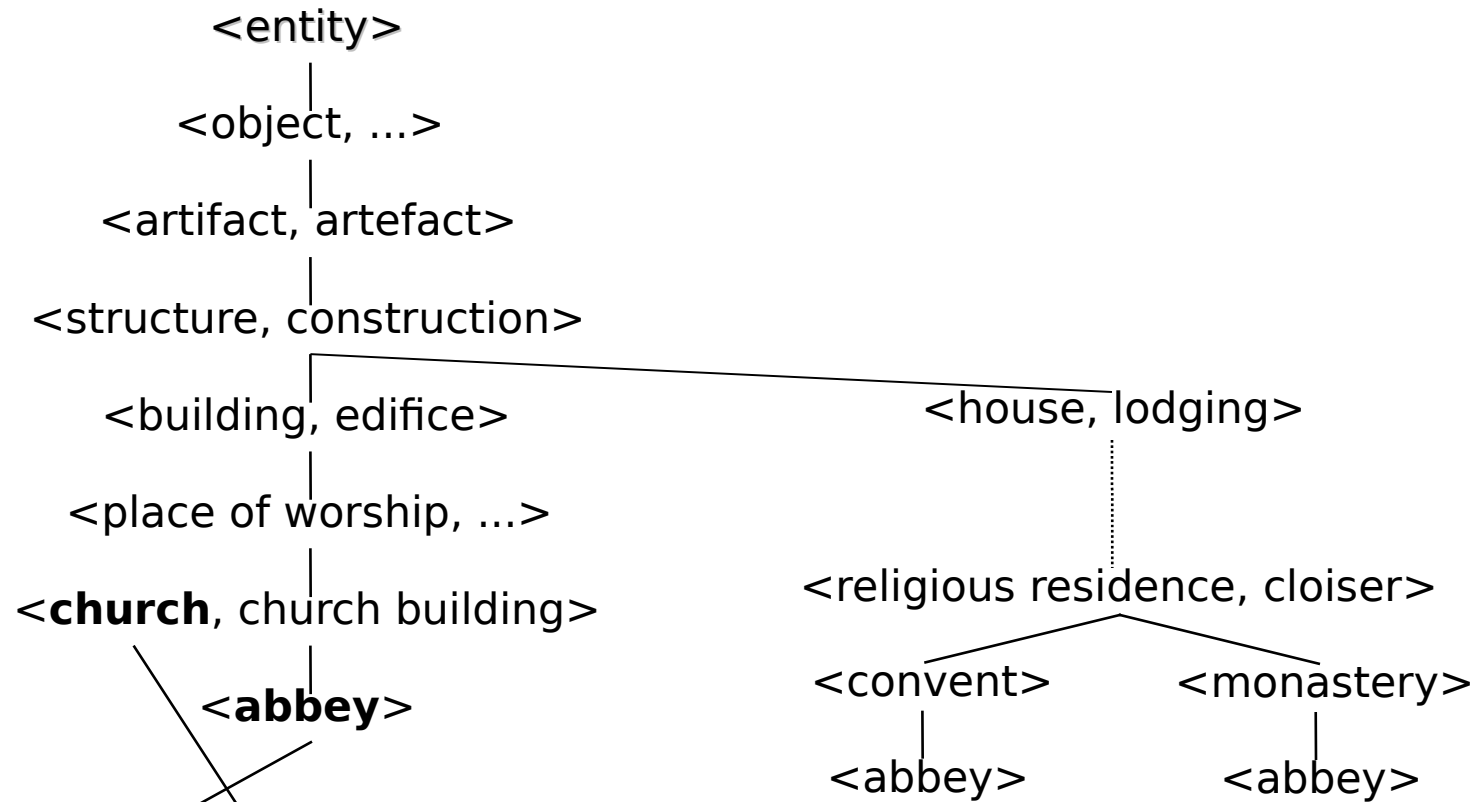 <entity>
<object, ...>
<artifact, artefact>
<structure, construction>
<building, edifice>
<house, lodging>
<place of worship, ...>
<religious residence, cloiser>
<church, church building>
<convent>
<monastery>
<abbey>
<abbey>
<abbey>